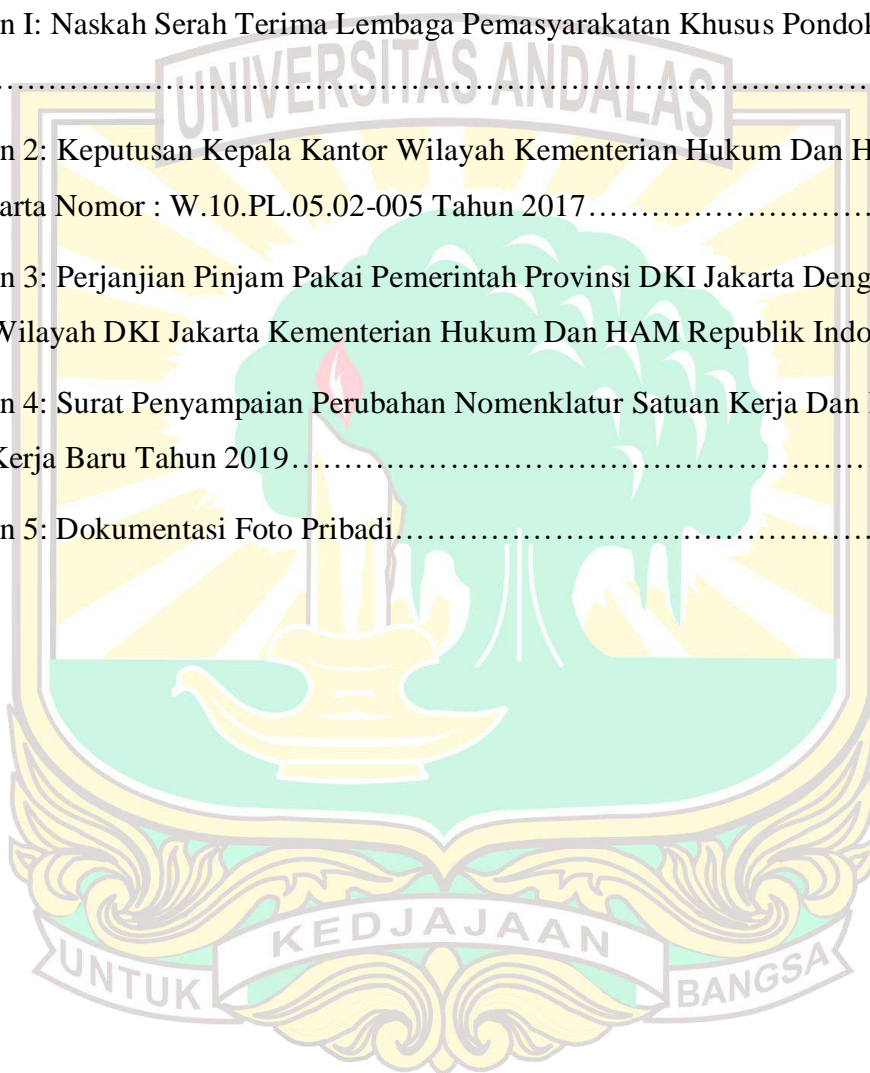 n I: Naskah Serah Terima Lembaga Pemasyarakatan Khusus Pondok
……………………………………………………………………………
n 2: Keputusan Kepala Kantor Wilayah Kementerian Hukum Dan H
arta Nomor : W.10.PL.05.02-005 Tahun 2017………………………
n 3: Perjanjian Pinjam Pakai Pemerintah Provinsi DKI Jakarta Deng
Wilayah DKI Jakarta Kementerian Hukum Dan HAM Republik Indo
n 4: Surat Penyampaian Perubahan Nomenklatur Satuan Kerja Dan
Kerja Baru Tahun 2019……………………………………………………
n 5: Dokumentasi Foto Pribadi…………………………………………
UNIVERSITAS ANDALAS
UNTUK KEDJAJAAN BANGSA